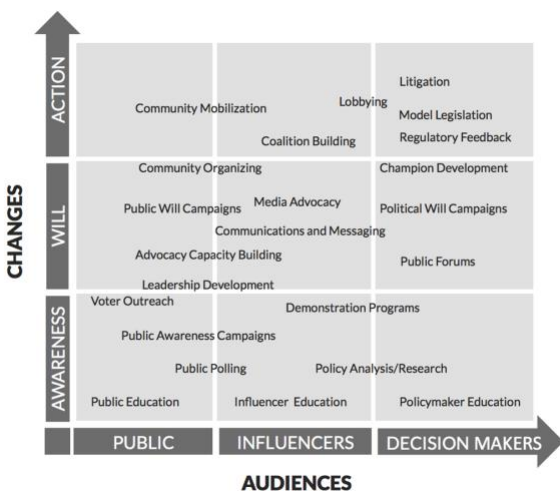 CHANGES
ACTION
Litigation
Lobbying
Community Mobilization
Model Legislation
Coalition Building
Regulatory Feedback
WILL
Community Organizing
Champion Development
Public Will Campaigns
Media Advocacy
Political Will Campaigns
Communications and Messaging
Advocacy Capacity Building
Public Forums
Leadership Development
AWARENESS
Voter Outreach
Demonstration Programs
Public Awareness Campaigns
Public Polling
Policy Analysis/Research
Public Education
Influencer Education
Policymaker Education
PUBLIC
INFLUENCERS
DECISION MAKERS
AUDIENCES